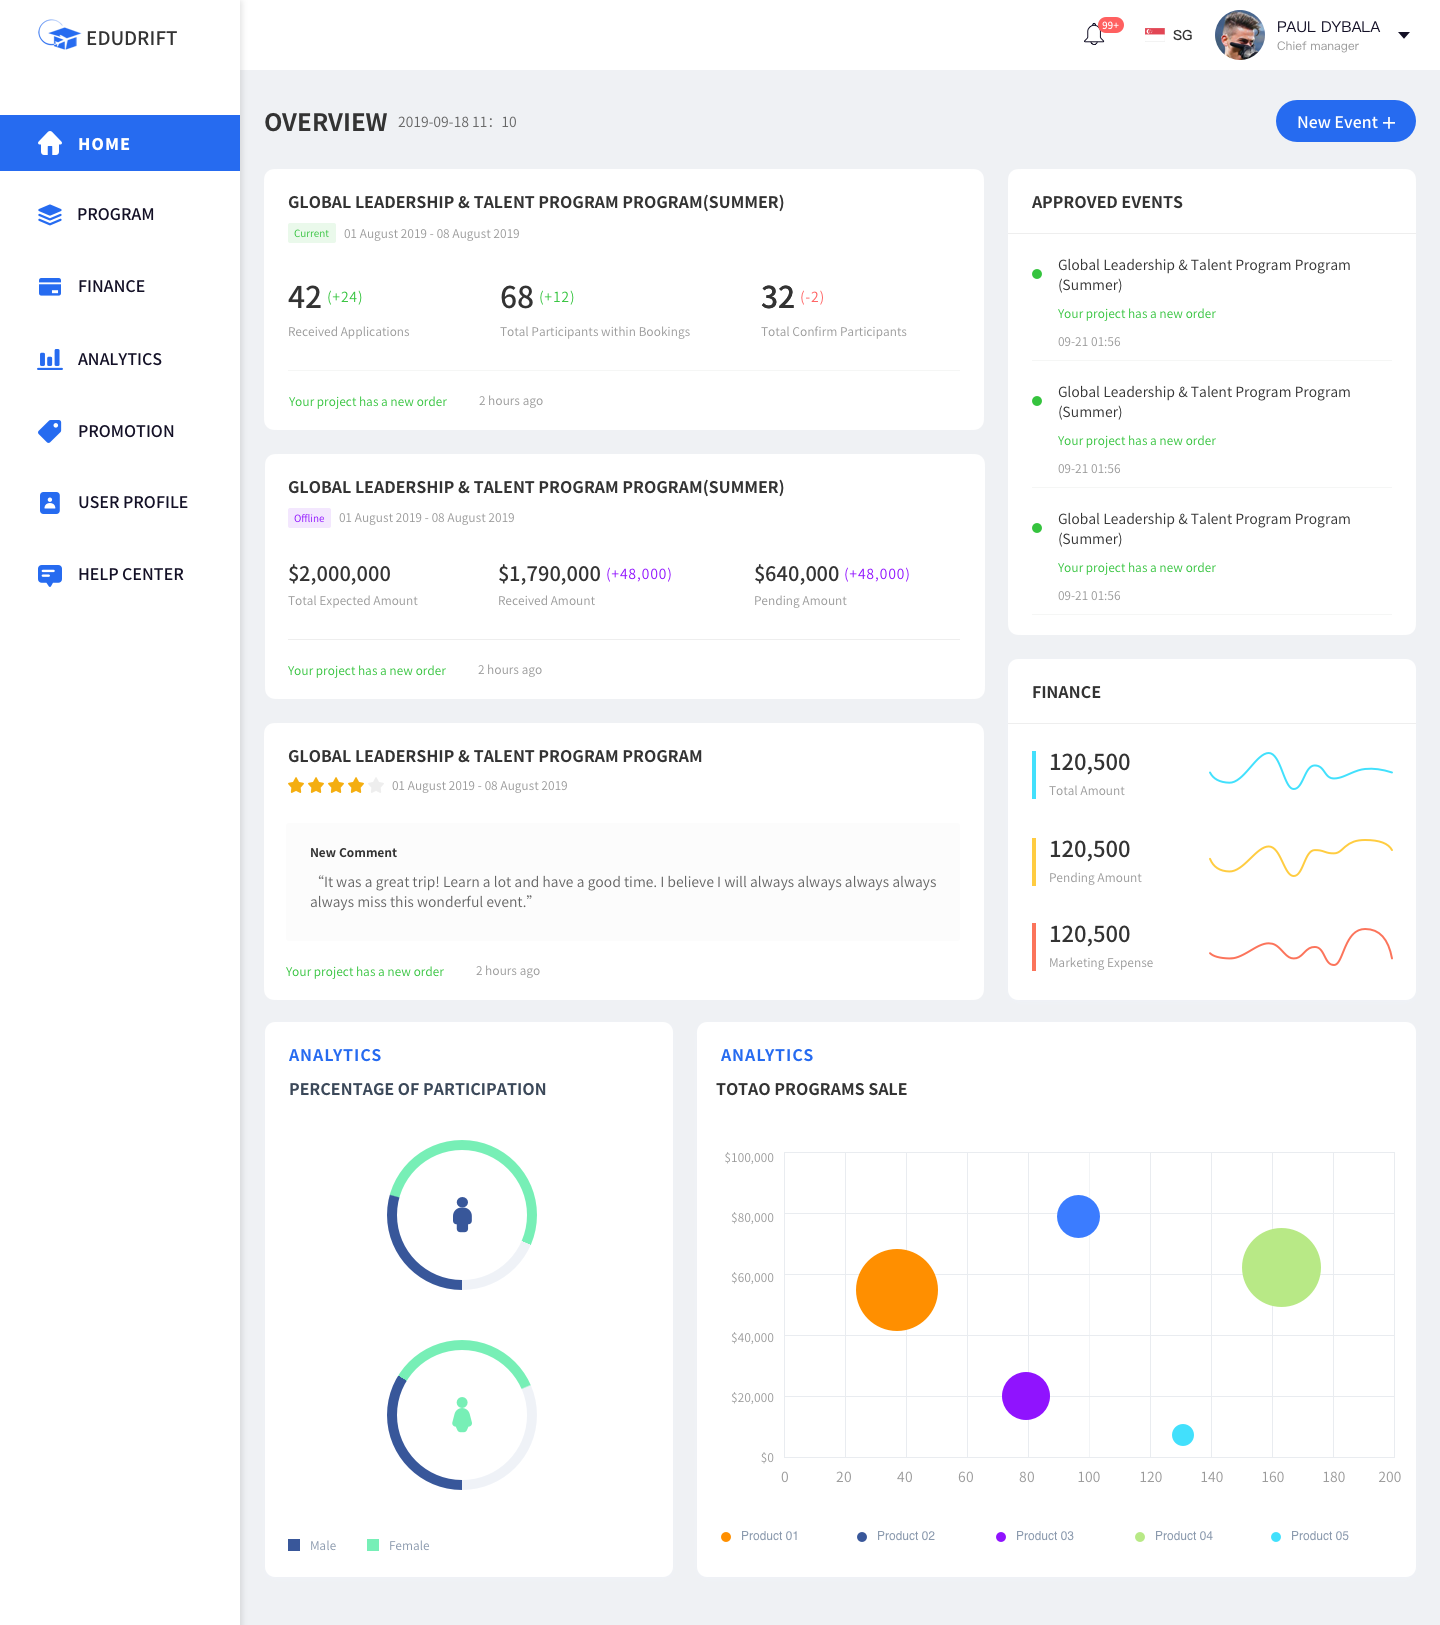 EDUDRIFT
99+
SG
PAUL DYBALA
Chief manager
HOME
PROGRAM
FINANCE
ANALYTICS
PROMOTION
USER PROFILE
HELP CENTER
OVERVIEW 2019-09-18 11：10
New Event +
GLOBAL LEADERSHIP & TALENT PROGRAM PROGRAM(SUMMER)
Current 01 August 2019 - 08 August 2019
42 (+24) 68 (+12) 32 (-2)
Received Applications Total Participants within Bookings Total Confirm Participants
Your project has a new order 2 hours ago
GLOBAL LEADERSHIP & TALENT PROGRAM PROGRAM(SUMMER)
Offline 01 August 2019 - 08 August 2019
$2,000,000 $1,790,000 (+48,000) $640,000 (+48,000)
Total Expected Amount Received Amount Pending Amount
Your project has a new order 2 hours ago
GLOBAL LEADERSHIP & TALENT PROGRAM PROGRAM
01 August 2019 - 08 August 2019
New Comment
“It was a great trip! Learn a lot and have a good time. I believe I will always always always always
always miss this wonderful event.”
Your project has a new order 2 hours ago
APPROVED EVENTS
Global Leadership & Talent Program Program
(Summer)
Your project has a new order
09-21 01:56
Global Leadership & Talent Program Program
(Summer)
Your project has a new order
09-21 01:56
Global Leadership & Talent Program Program
(Summer)
Your project has a new order
09-21 01:56
FINANCE
120,500
Total Amount
120,500
Pending Amount
120,500
Marketing Expense
ANALYTICS
PERCENTAGE OF PARTICIPATION
Male Female
ANALYTICS
TOTAO PROGRAMS SALE
$100,000
$80,000
$60,000
$40,000
$20,000
$0
0 20 40 60 80 100 120 140 160 180 200
Product 01 Product 02 Product 03 Product 04 Product 05